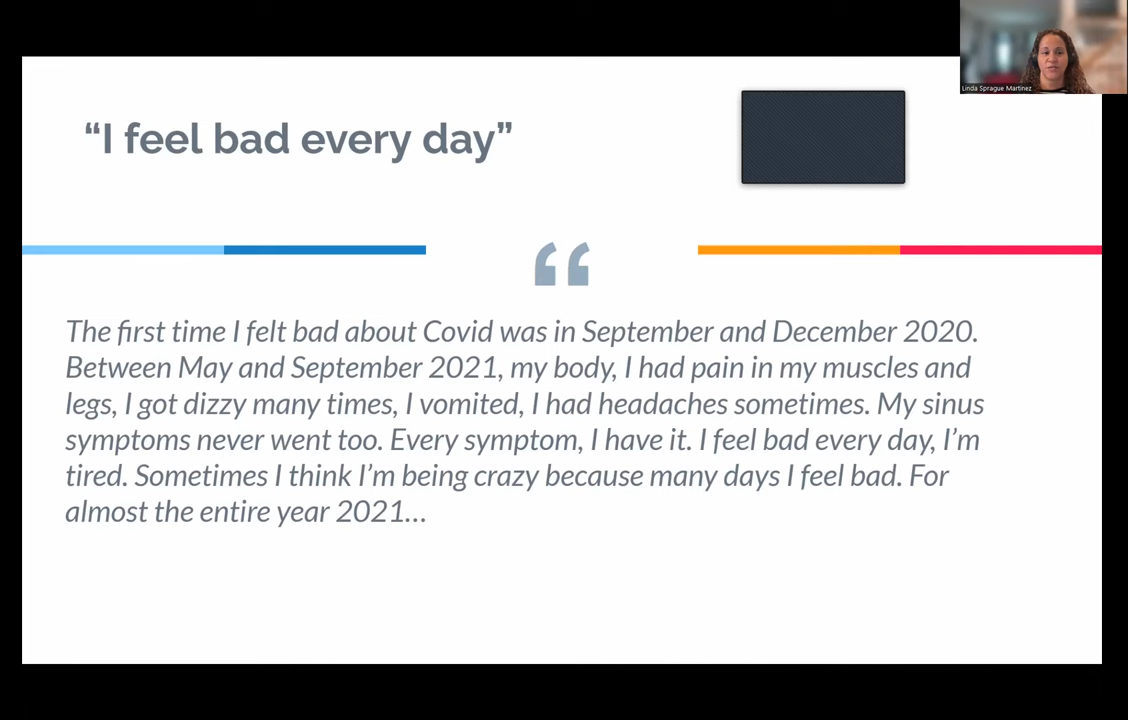 Linda Sprague Martinez
“I feel bad every day”
“
The first time I felt bad about Covid was in September and December 2020.
Between May and September 2021, my body, I had pain in my muscles and
legs, I got dizzy many times, I vomited, I had headaches sometimes. My sinus
symptoms never went too. Every symptom, I have it. I feel bad every day, I’m
tired. Sometimes I think I’m being crazy because many days I feel bad. For
almost the entire year 2021…